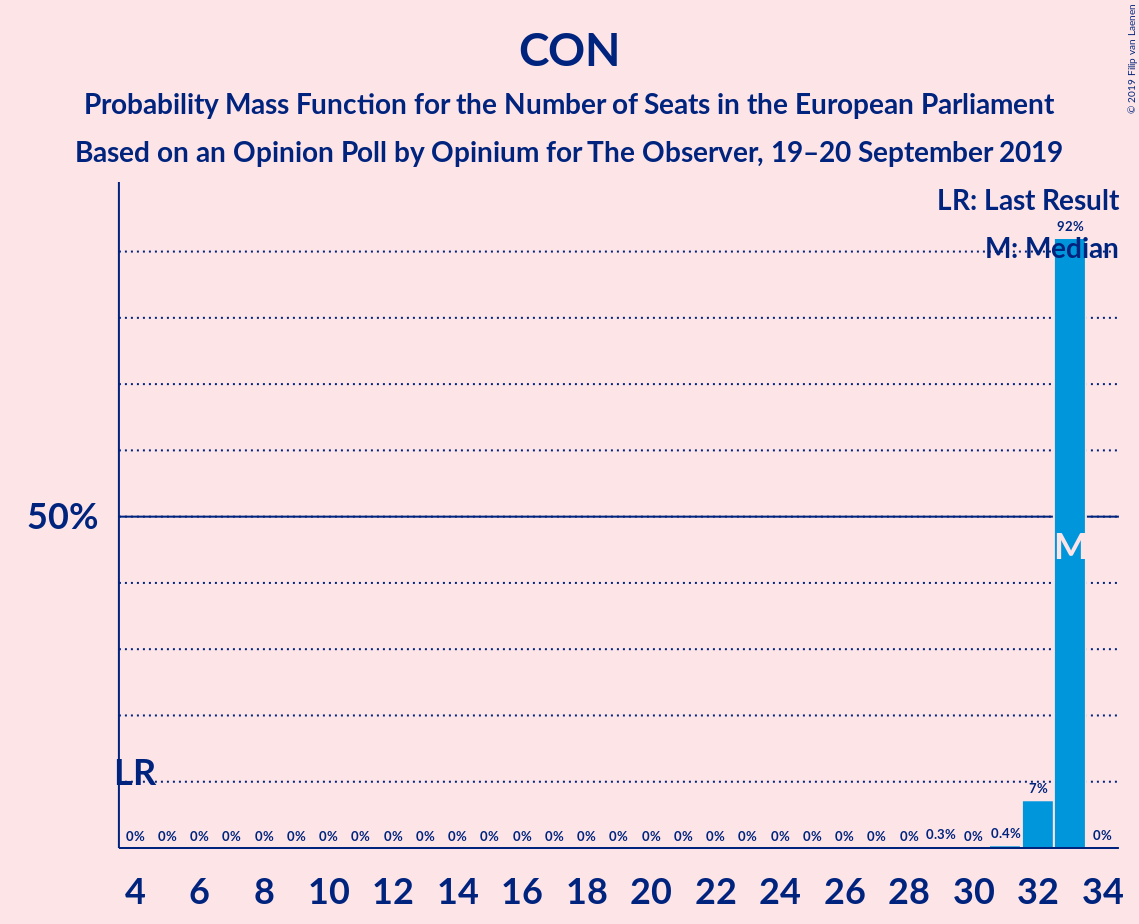 CON
Probability Mass Function for the Number of Seats in the European Parliament
Based on an Opinion Poll by Opinium for The Observer, 19–20 September 2019
© 2019 Filip van Laenen
LR: Last Result
92%
M: Median
50%
M
LR
7%
0% 0% 0% 0% 0% 0% 0% 0% 0% 0% 0% 0% 0% 0% 0% 0% 0% 0% 0% 0% 0% 0% 0% 0% 0% 0.3% 0% 0.4% 0%
4 6 8 10 12 14 16 18 20 22 24 26 28 30 32 34